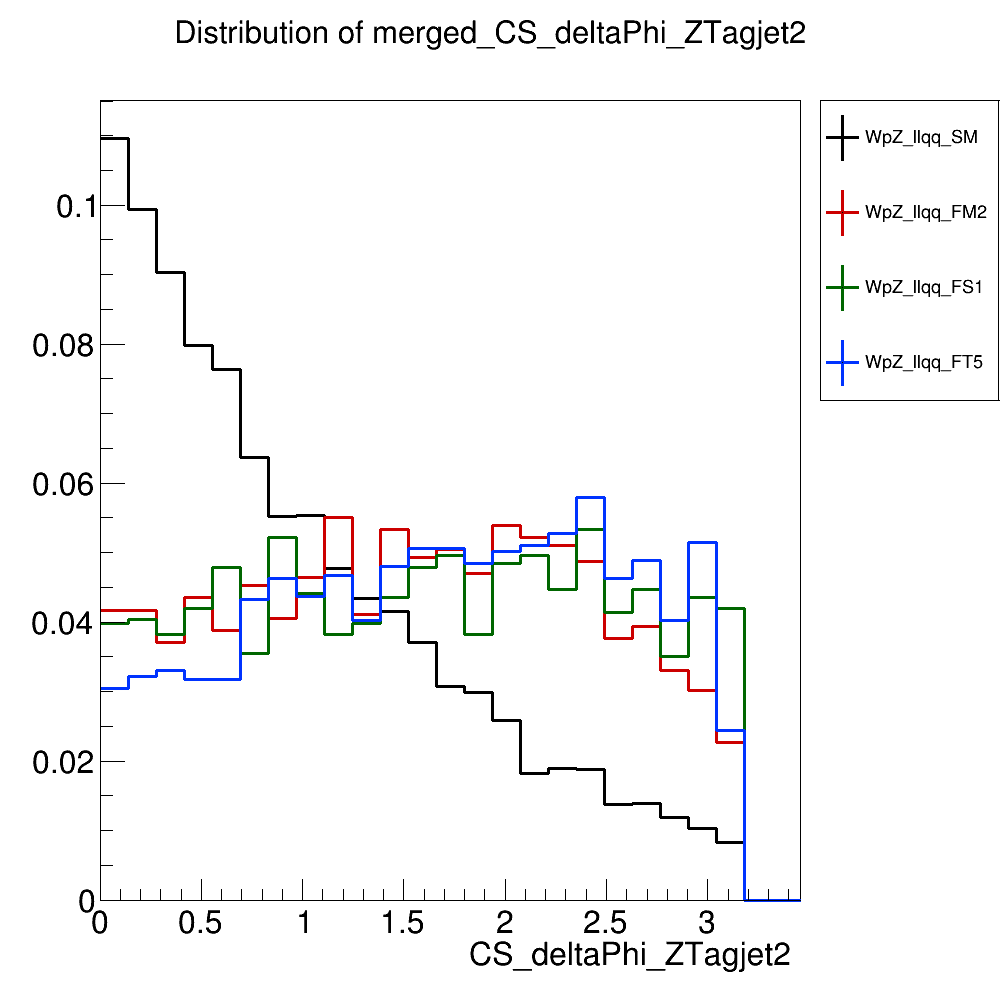 Distribution of merged_CS_deltaPhi_ZTagjet2
WpZ_llqq_SM
WpZ_llqq_FM2
WpZ_llqq_FS1
WpZ_llqq_FT5
0.1
0.08
0.06
0.04
0.02
0
0 0.5 1 1.5 2 2.5 3
CS_deltaPhi_ZTagjet2